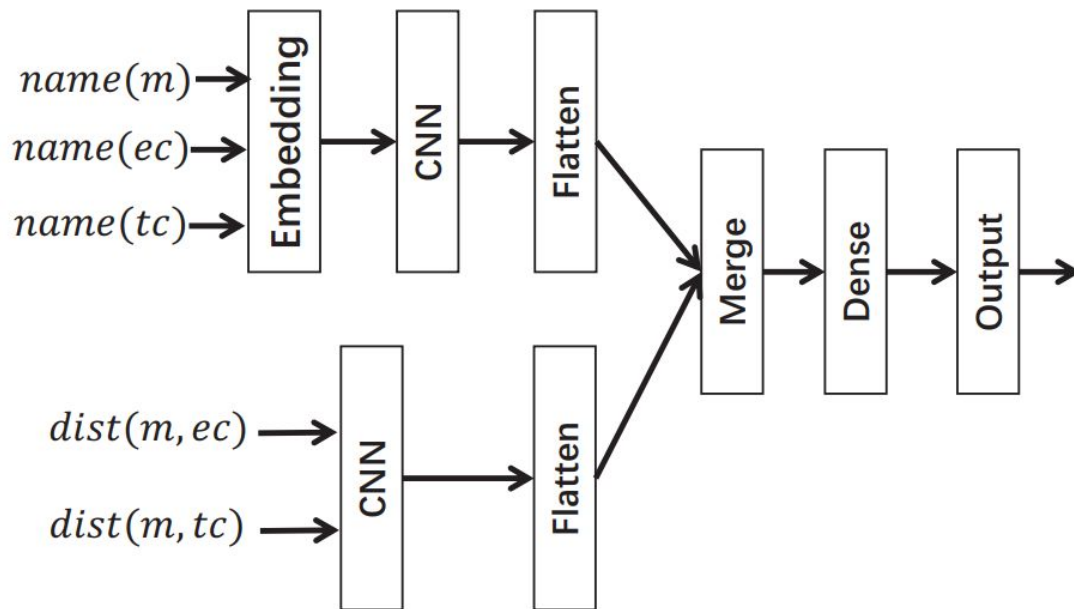 name(m)
name(ec)
name(tc)
Embedding
CNN
Flatten
dist(m, ec)
dist(m, tc)
CNN
Flatten
Merge
Dense
Output